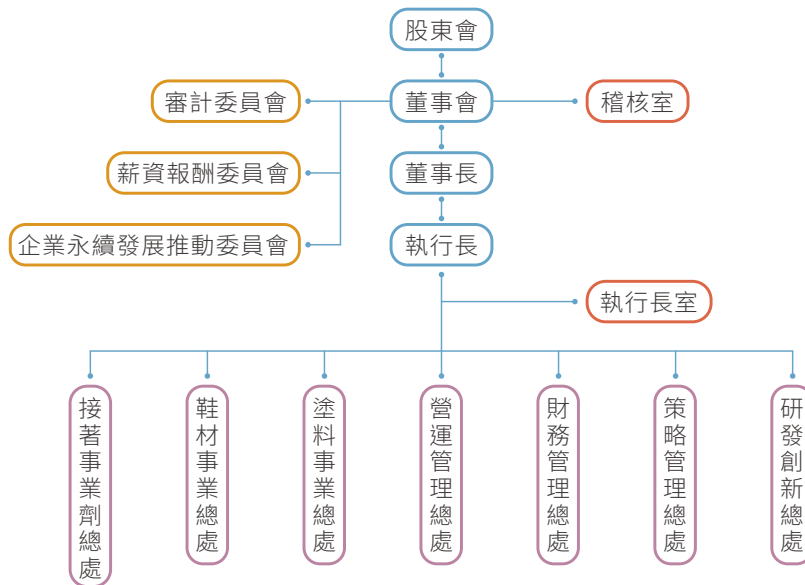 股東會
審計委員會
董事會
稽核室
薪資報酬委員會
董事長
企業永續發展推動委員會
執行長
執行長室
接著事業劑總處
鞋材事業總處
塗料事業總處
營運管理總處
財務管理總處
策略管理總處
研發創新總處